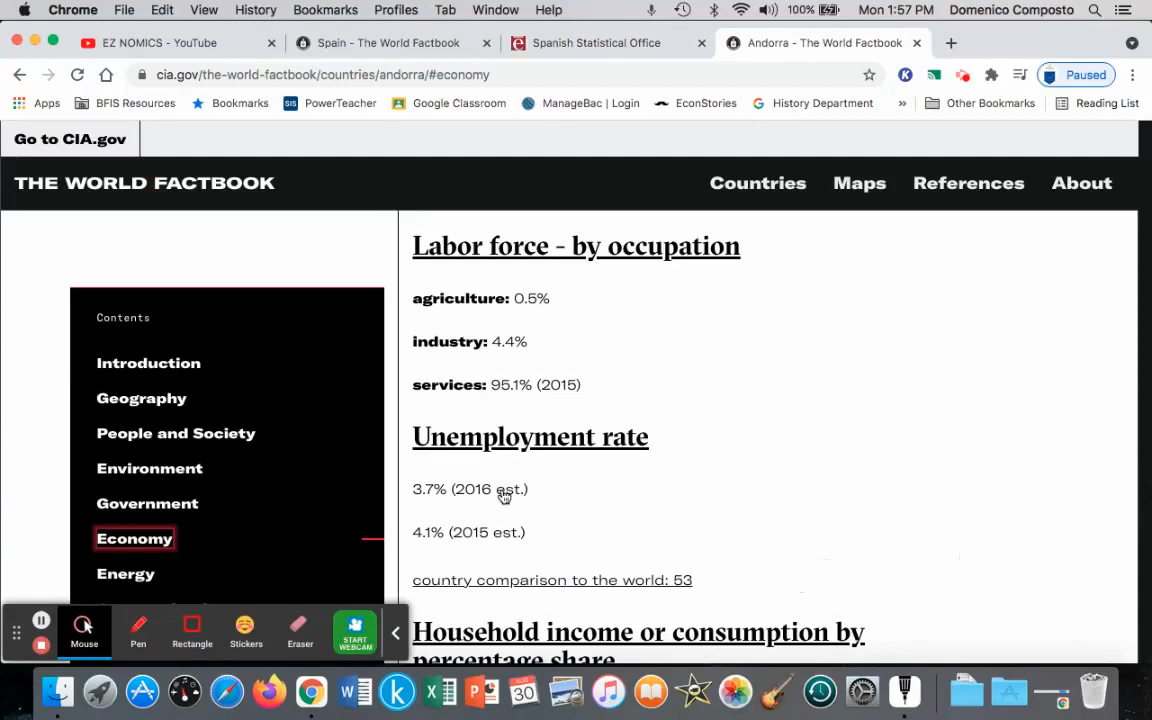 Chrome File Edit View History Bookmarks Profiles Tab Window Help 100% Mon 1:57 PM Domenico Composto
EZ NOMICS - YouTube Spain - The World Factbook Spanish Statistical Office Andorra - The World Factbook
cia.gov/the-world-factbook/countries/andorra/#economy Paused
Apps BFIS Resources Bookmarks SIS PowerTeacher Google Classroom ManageBac | Login EconStories History Department » Other Bookmarks Reading List
Go to CIA.gov
THE WORLD FACTBOOK Countries Maps References About
Labor force - by occupation
agriculture: 0.5%
industry: 4.4%
services: 95.1% (2015)
Unemployment rate
3.7% (2016 est.)
4.1% (2015 est.)
country comparison to the world: 53
Household income or consumption by
percentage share
Contents
Introduction
Geography
People and Society
Environment
Government
Economy
Energy
Mouse Pen Rectangle Stickers Eraser START
WEBCAM
AUG
30